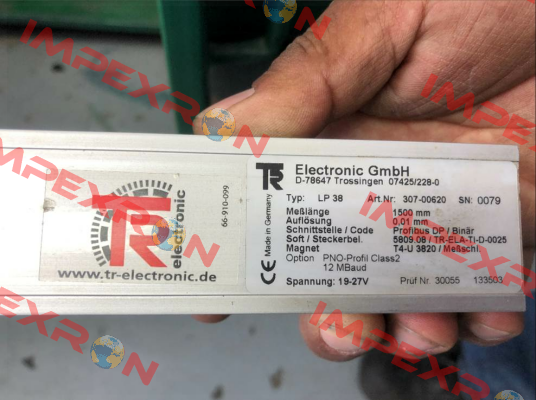 IMPEXRON
TR
electronic
www.tr-electronic.de
66-910-099
TR
Made in Germany
CE
Electronic GmbH
D-78647 Trossingen 07425/228-0
Typ: LP 38 Art Nr: 307-00620 SN: 0079
Meßlänge 1500 mm
Auflösung 0.01 mm
Schnittstelle / Code Profibus DP / Binär
Soft / Steckerbel. 5809.08 / TR-ELA-TI-D-0025
Magnet T4-U 3820 / Meßschl
Option PNO-Profil Class2
12 MBaud
Spannung: 19-27V Prüf Nr. 30055 133503